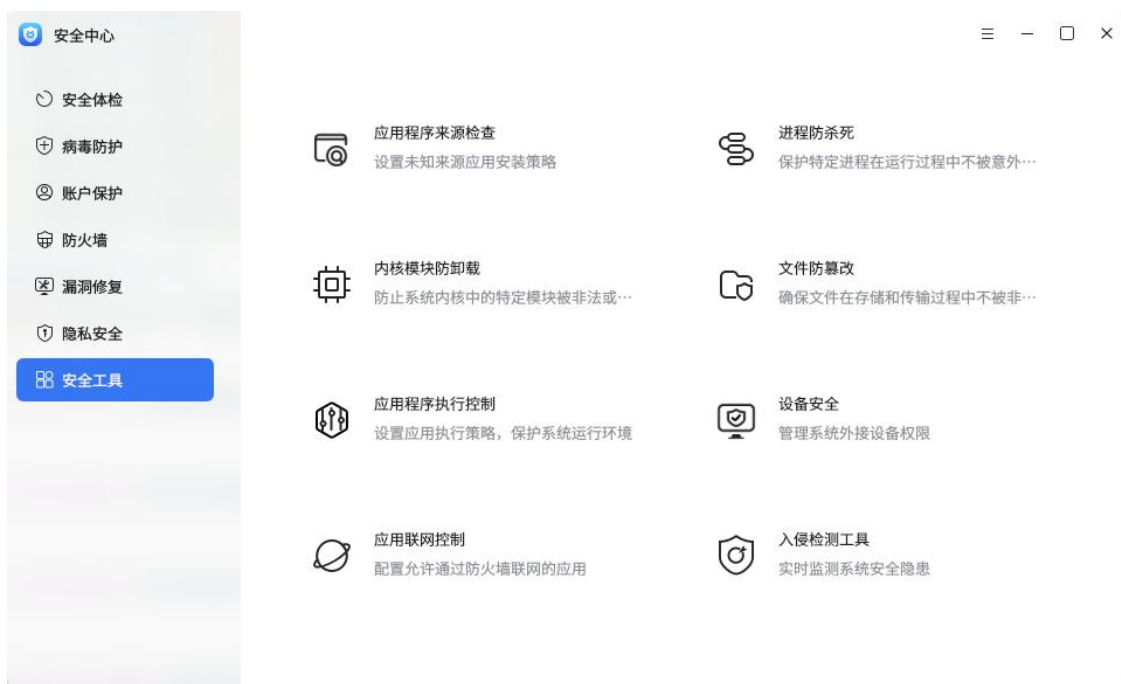 安全中心
安全体检
病毒防护
账户保护
防火墙
漏洞修复
隐私安全
安全工具
应用程序来源检查
设置未知来源应用安装策略
进程防杀死
保护特定进程在运行过程中不被意外…
内核模块防卸载
防止系统内核中的特定模块被非法或…
文件防篡改
确保文件在存储和传输过程中不被非…
应用程序执行控制
设置应用执行策略，保护系统运行环境
设备安全
管理系统外接设备权限
应用联网控制
配置允许通过防火墙联网的应用
入侵检测工具
实时监测系统安全隐患